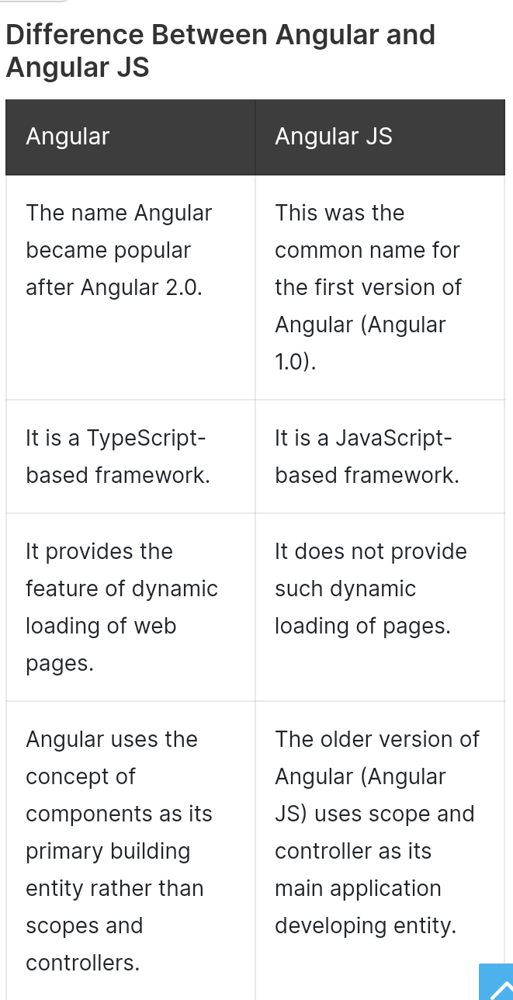 Difference Between Angular and
Angular JS
Angular
Angular JS
The name Angular
became popular
after Angular 2.0.
This was the
common name for
the first version of
Angular (Angular
1.0).
It is a TypeScript-
based framework.
It is a JavaScript-
based framework.
It provides the
feature of dynamic
loading of web
pages.
It does not provide
such dynamic
loading of pages.
Angular uses the
concept of
components as its
primary building
entity rather than
scopes and
controllers.
The older version of
Angular (Angular
JS) uses scope and
controller as its
main application
developing entity.